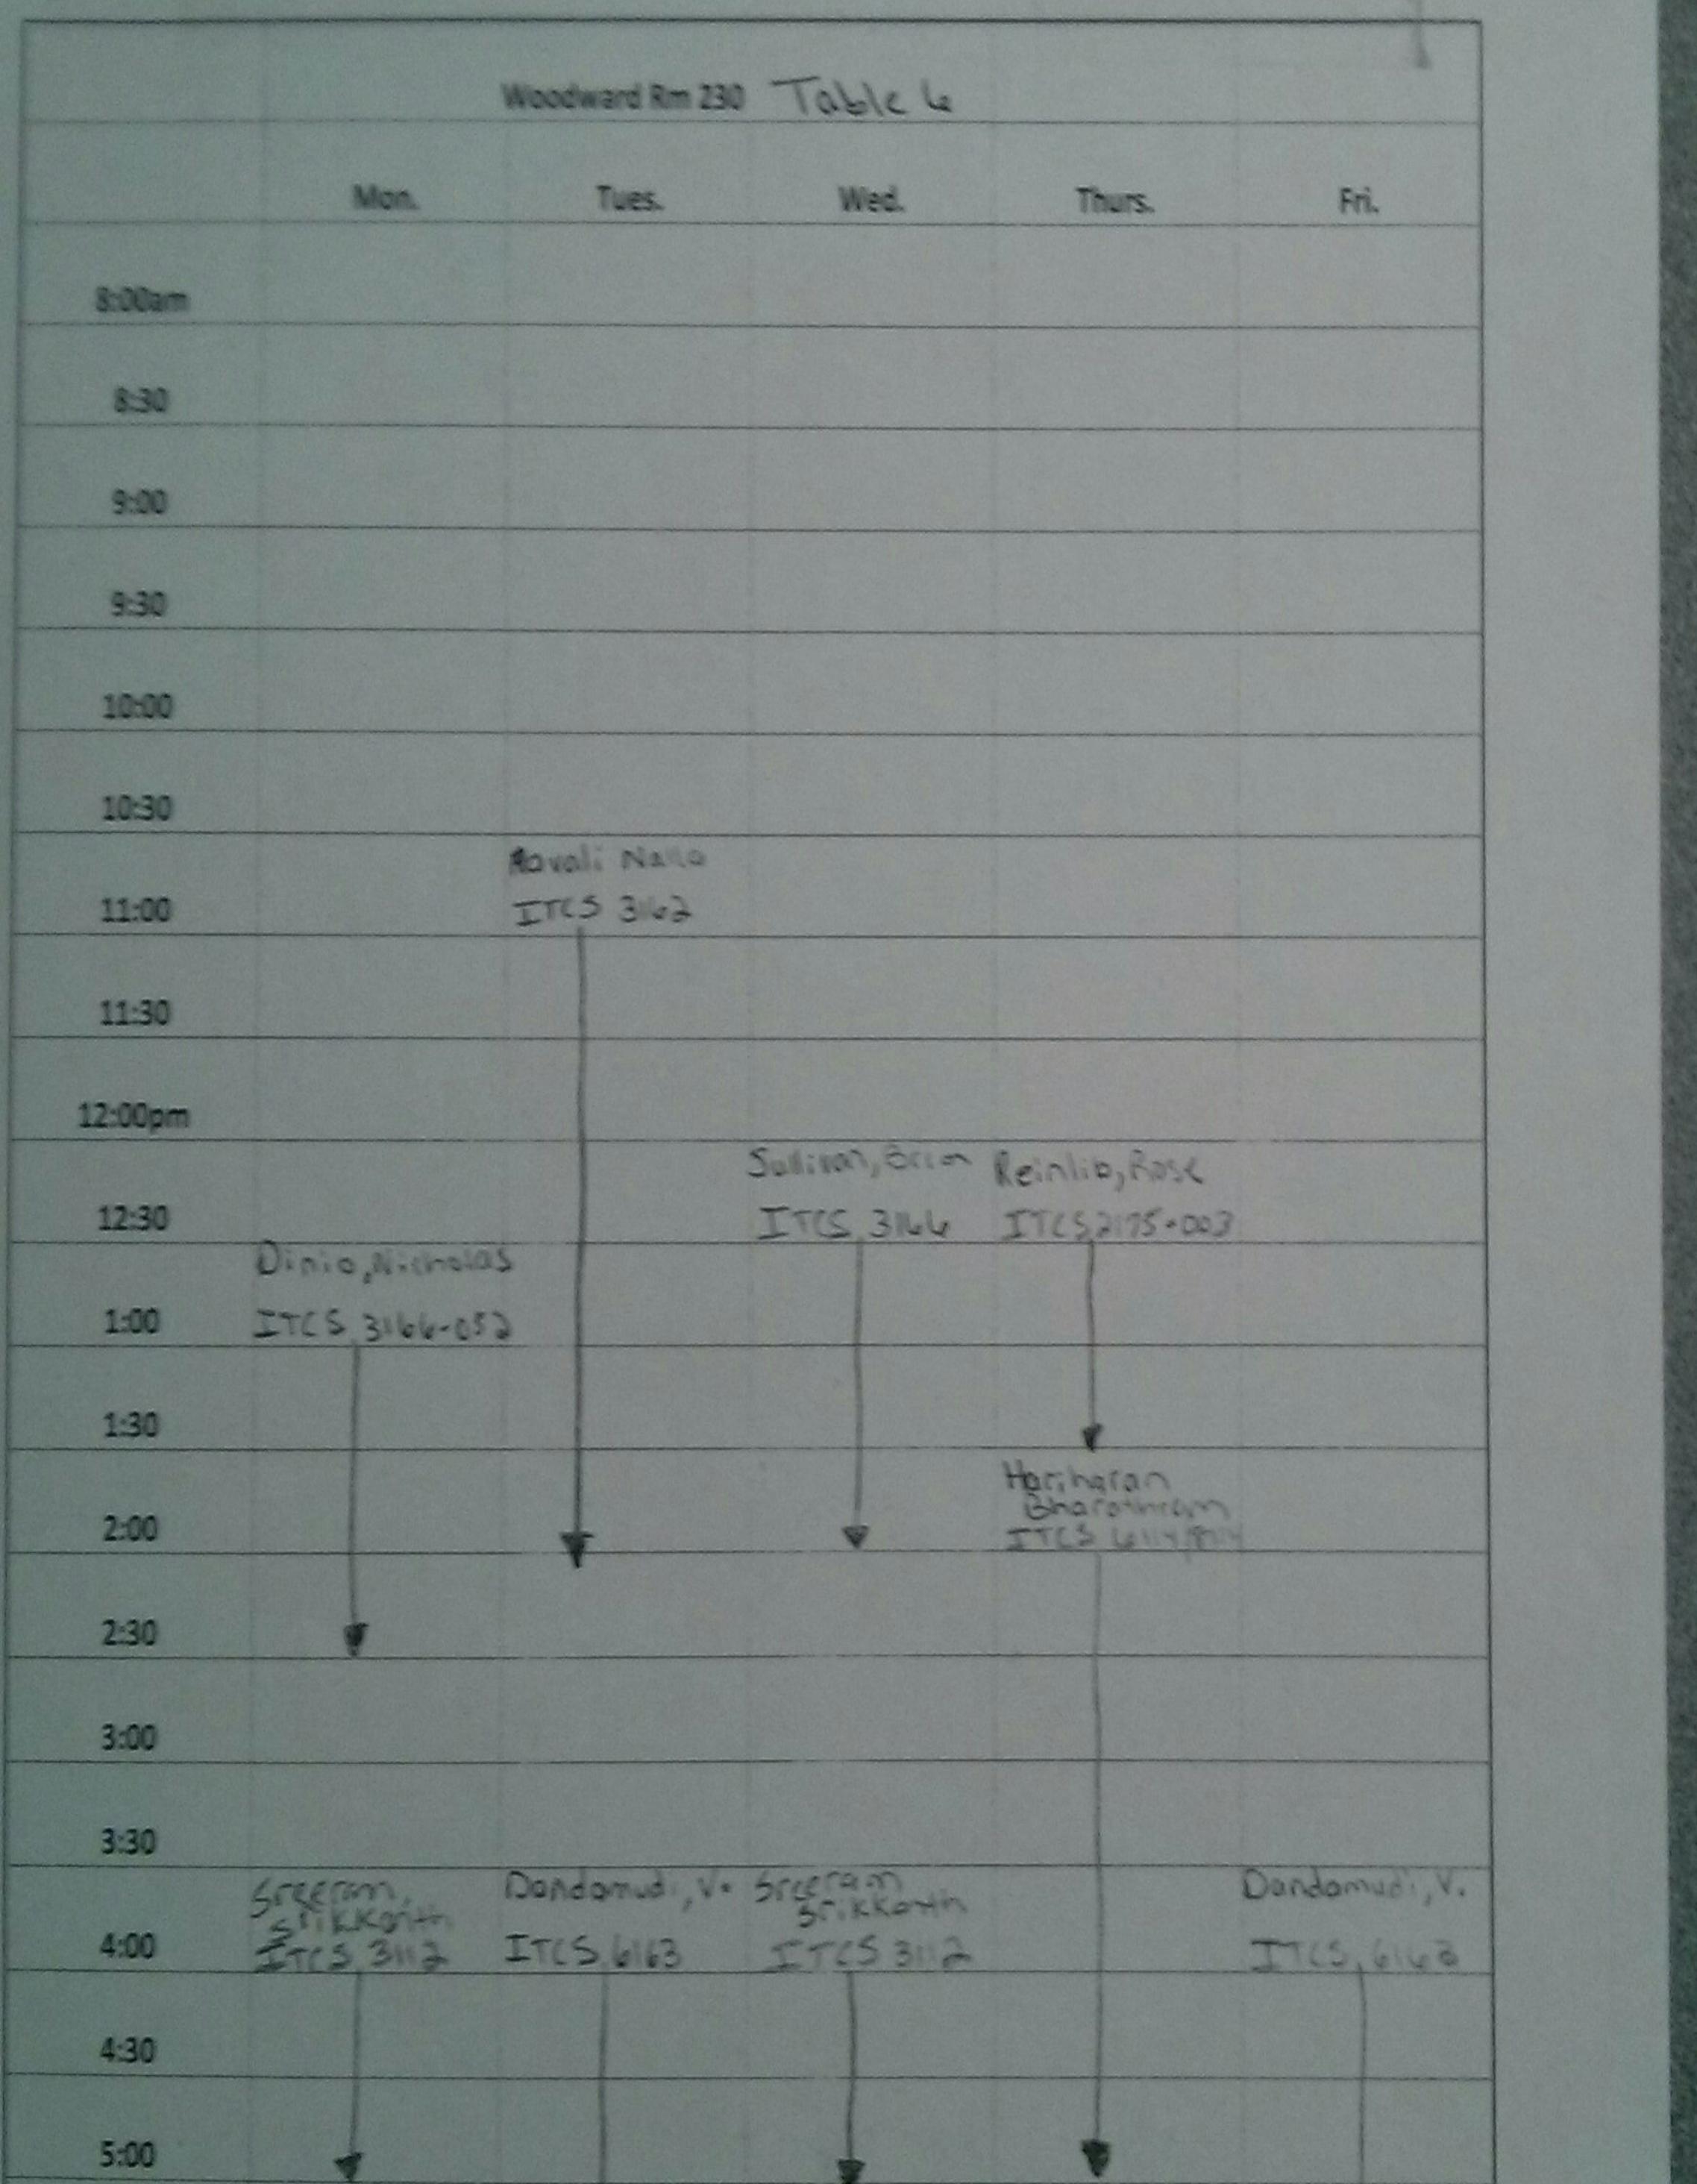 Woodward Rm 230 Table 6
Mon. Tues. Wed. Thurs. Fri.
8:00am
8:30
9:00
9:30
10:00
10:30
Nalla
11:00 ITCS 3162
11:30
12:00pm
Sullivan, Brian Reinlib, Rose
12:30 ITCS 3166 ITCS 2175-003
Dinio, Nicholas
1:00 ITCS 3166-052
1:30
Hariharan
Bharathram
2:00 ITCS 6114/8114
2:30
3:00
3:30
Sreeram, Dandamudi, V. Sreeram Dandamudi, V.
Srikkanth Srikkanth
4:00 ITCS 3112 ITCS 6163 ITCS 3112 ITCS 6163
4:30
5:00